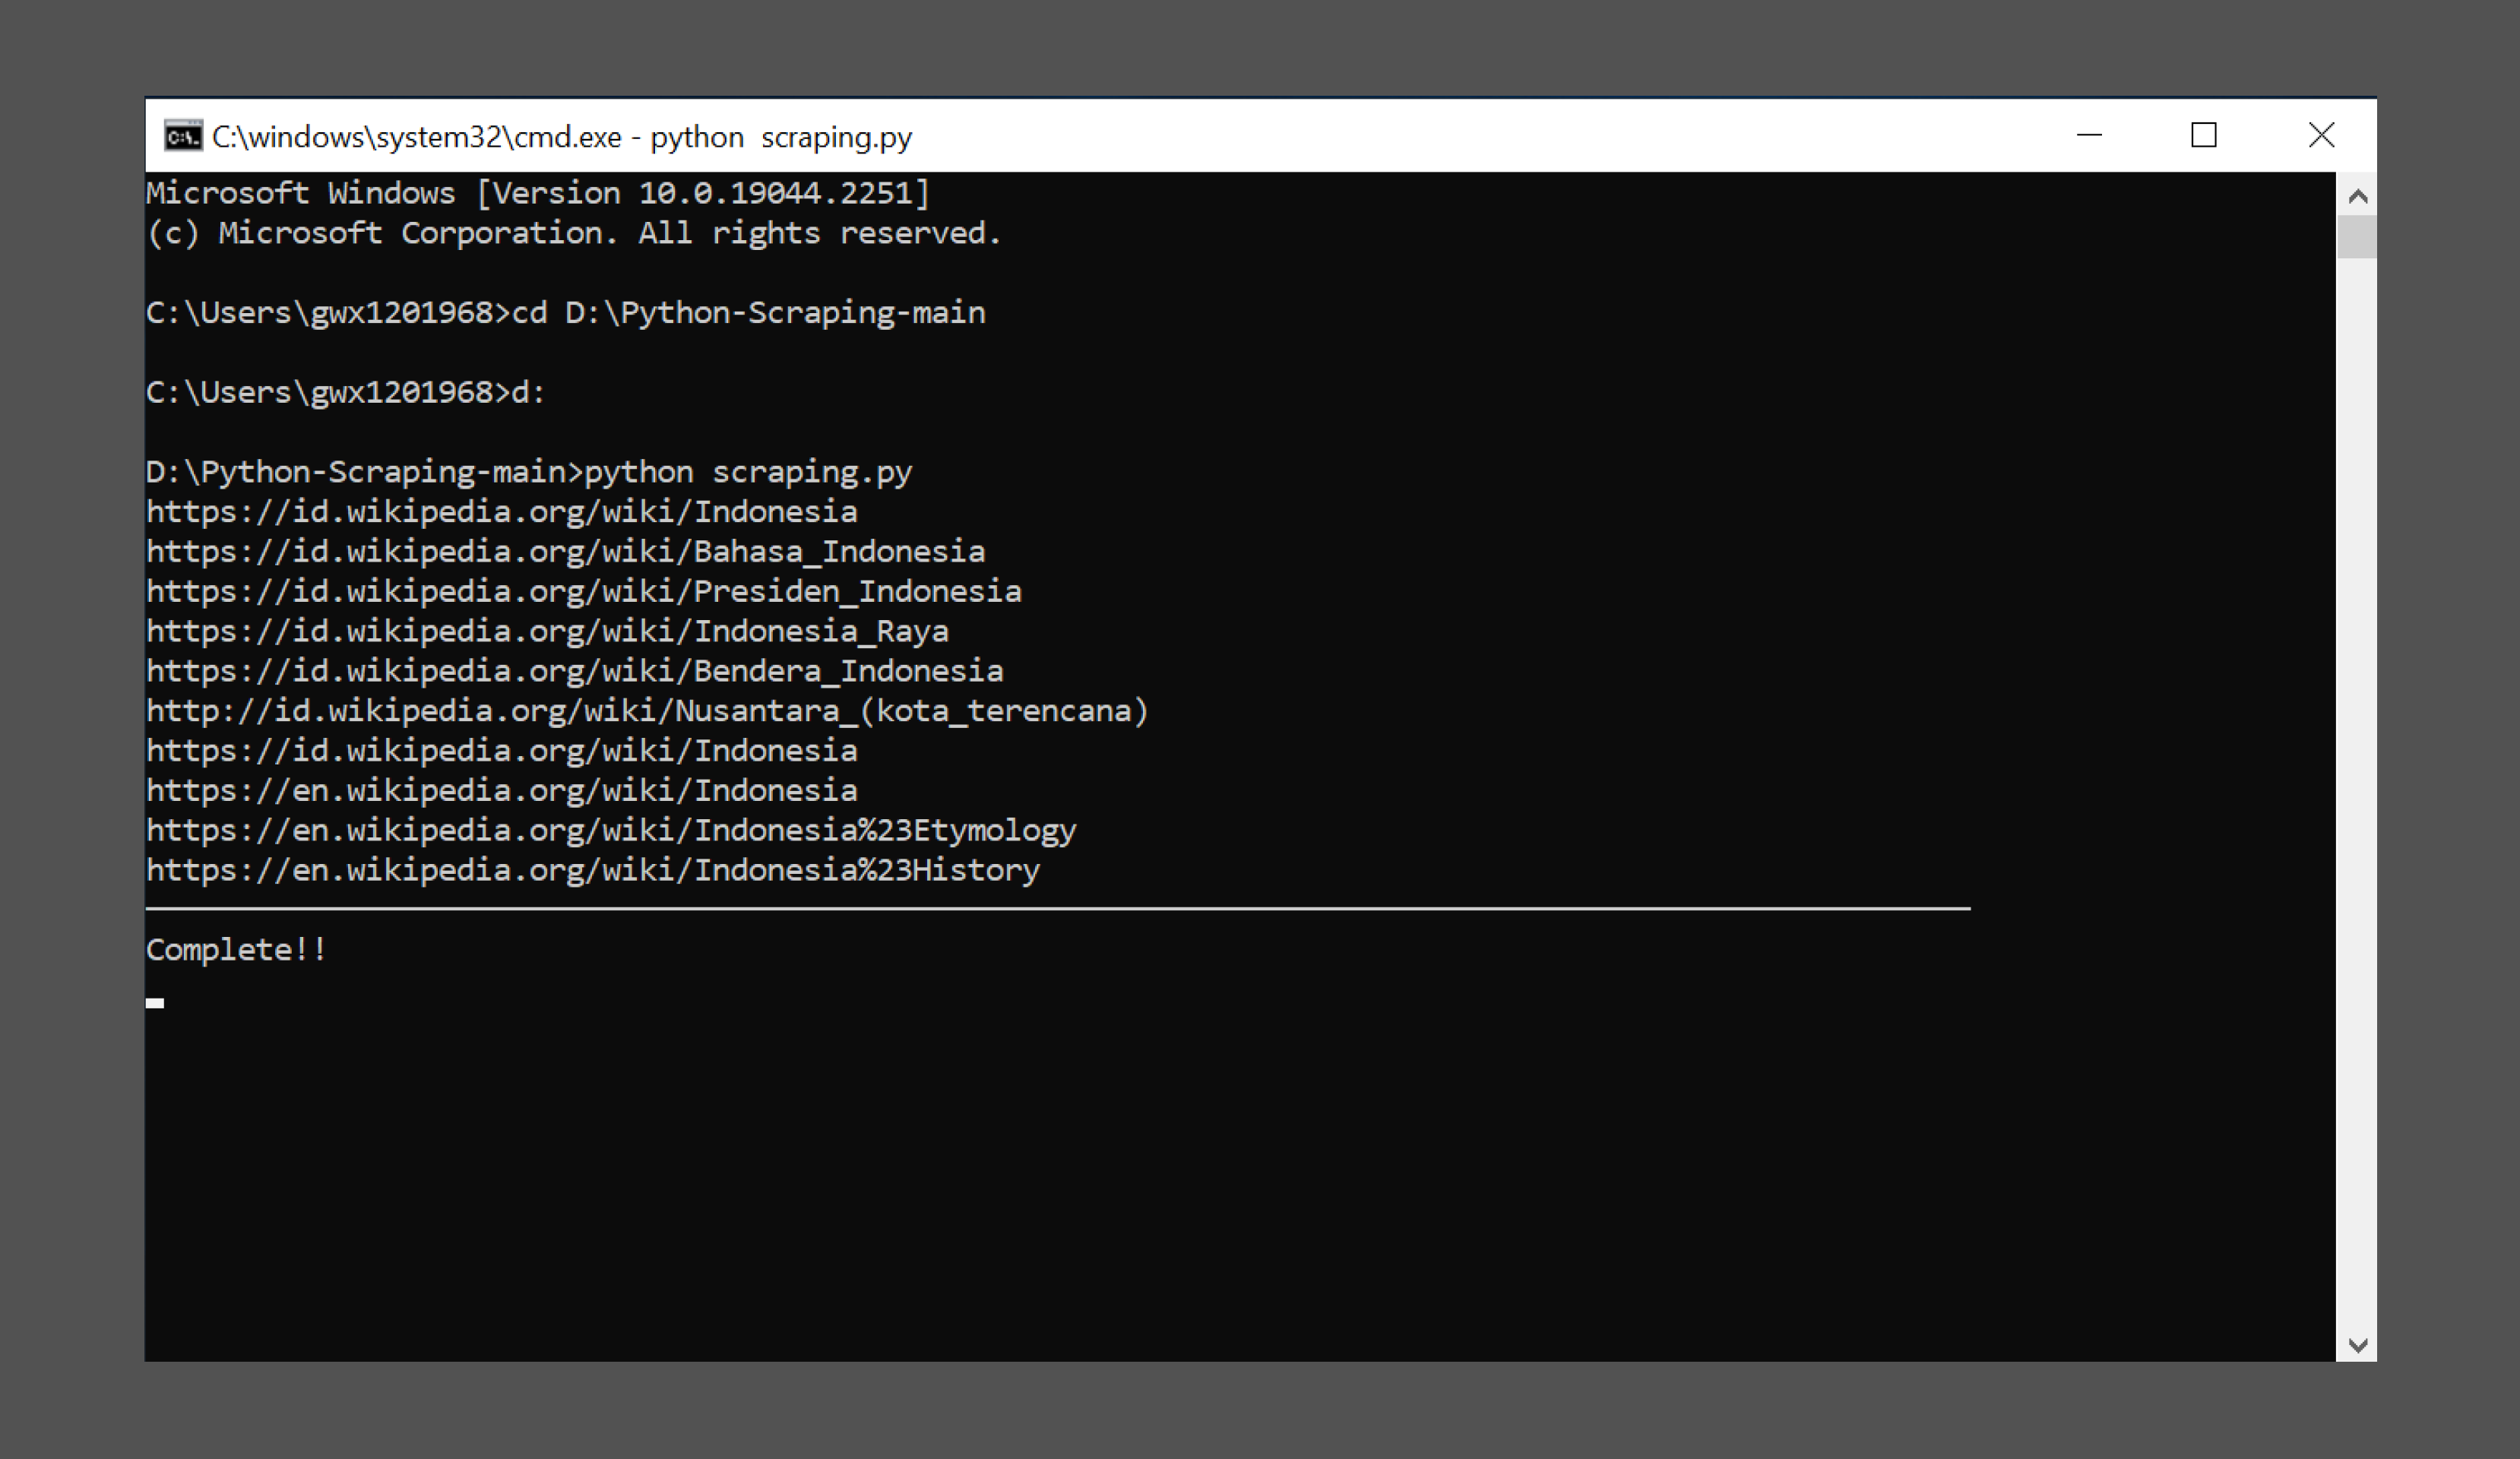 C:\windows\system32\cmd.exe - python  scraping.py
Microsoft Windows [Version 10.0.19044.2251]
(c) Microsoft Corporation. All rights reserved.
C:\Users\gwx1201968>cd D:\Python-Scraping-main
C:\Users\gwx1201968>d:
D:\Python-Scraping-main>python scraping.py
https://id.wikipedia.org/wiki/Indonesia
https://id.wikipedia.org/wiki/Bahasa_Indonesia
https://id.wikipedia.org/wiki/Presiden_Indonesia
https://id.wikipedia.org/wiki/Indonesia_Raya
https://id.wikipedia.org/wiki/Bendera_Indonesia
http://id.wikipedia.org/wiki/Nusantara_(kota_terencana)
https://id.wikipedia.org/wiki/Indonesia
https://en.wikipedia.org/wiki/Indonesia
https://en.wikipedia.org/wiki/Indonesia%23Etymology
https://en.wikipedia.org/wiki/Indonesia%23History
Complete!!